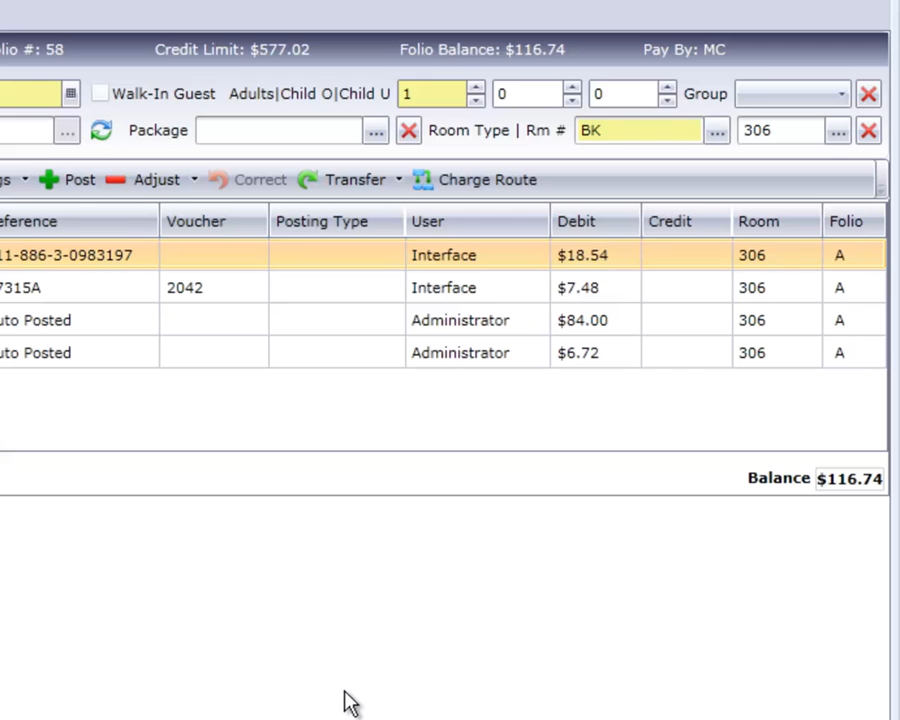 lio #: 58 Credit Limit: $577.02 Folio Balance: $116.74 Pay By: MC
Walk-In Guest Adults|Child O|Child U 1 0 0 Group
... Package ... Room Type | Rm # BK ... 306 ...
gs Post Adjust Correct Transfer Charge Route
eference Voucher Posting Type User Debit Credit Room Folio
11-886-3-0983197 Interface $18.54 306 A
7315A 2042 Interface $7.48 306 A
uto Posted Administrator $84.00 306 A
uto Posted Administrator $6.72 306 A
Balance $116.74